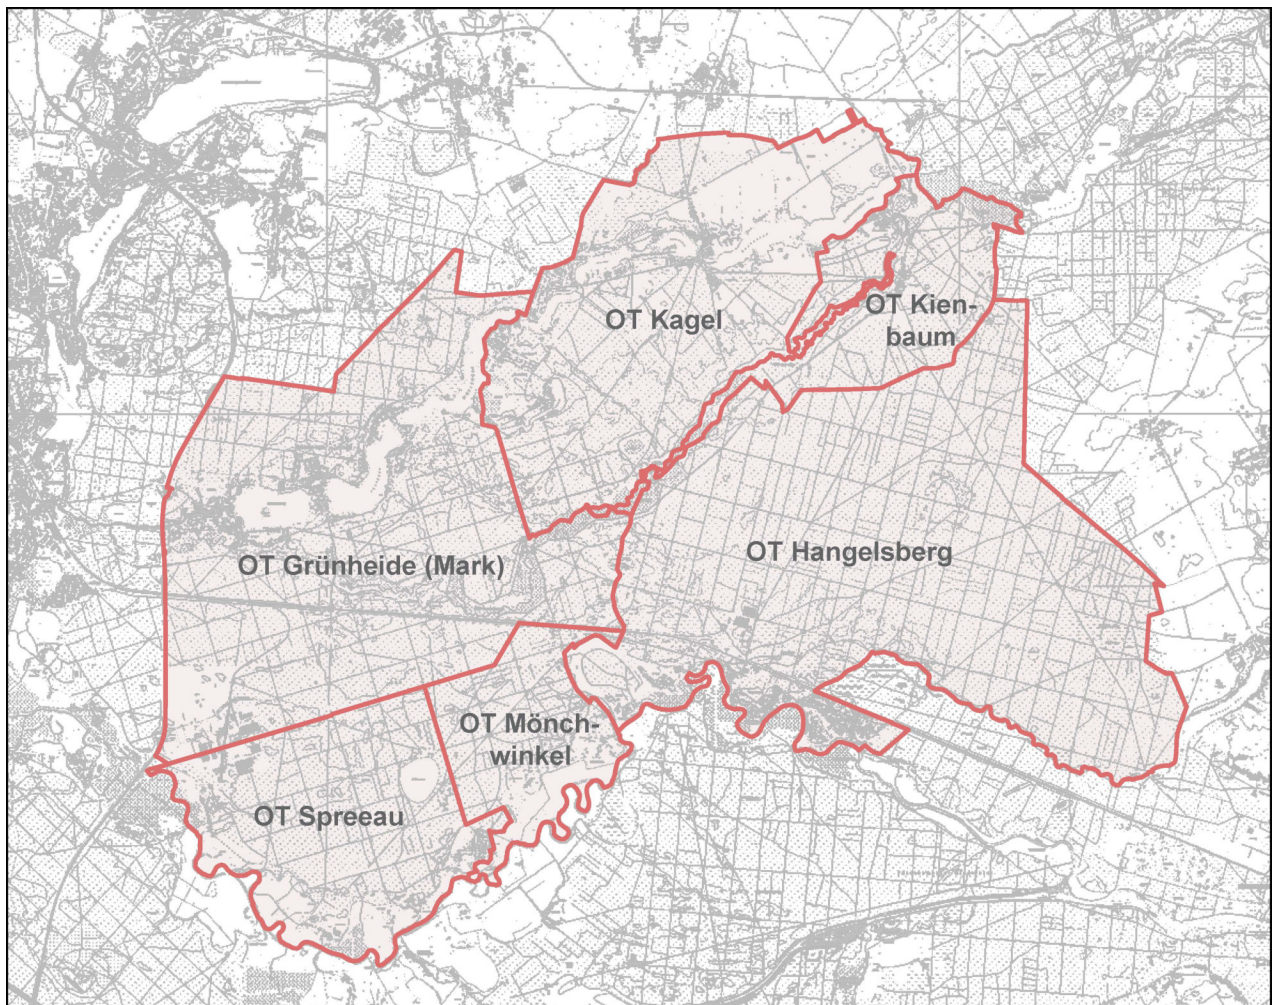 OT Kagel
OT Kien-
baum
OT Hangelsberg
OT Grünheide (Mark)
OT Mönch-
winkel
OT Spreeau